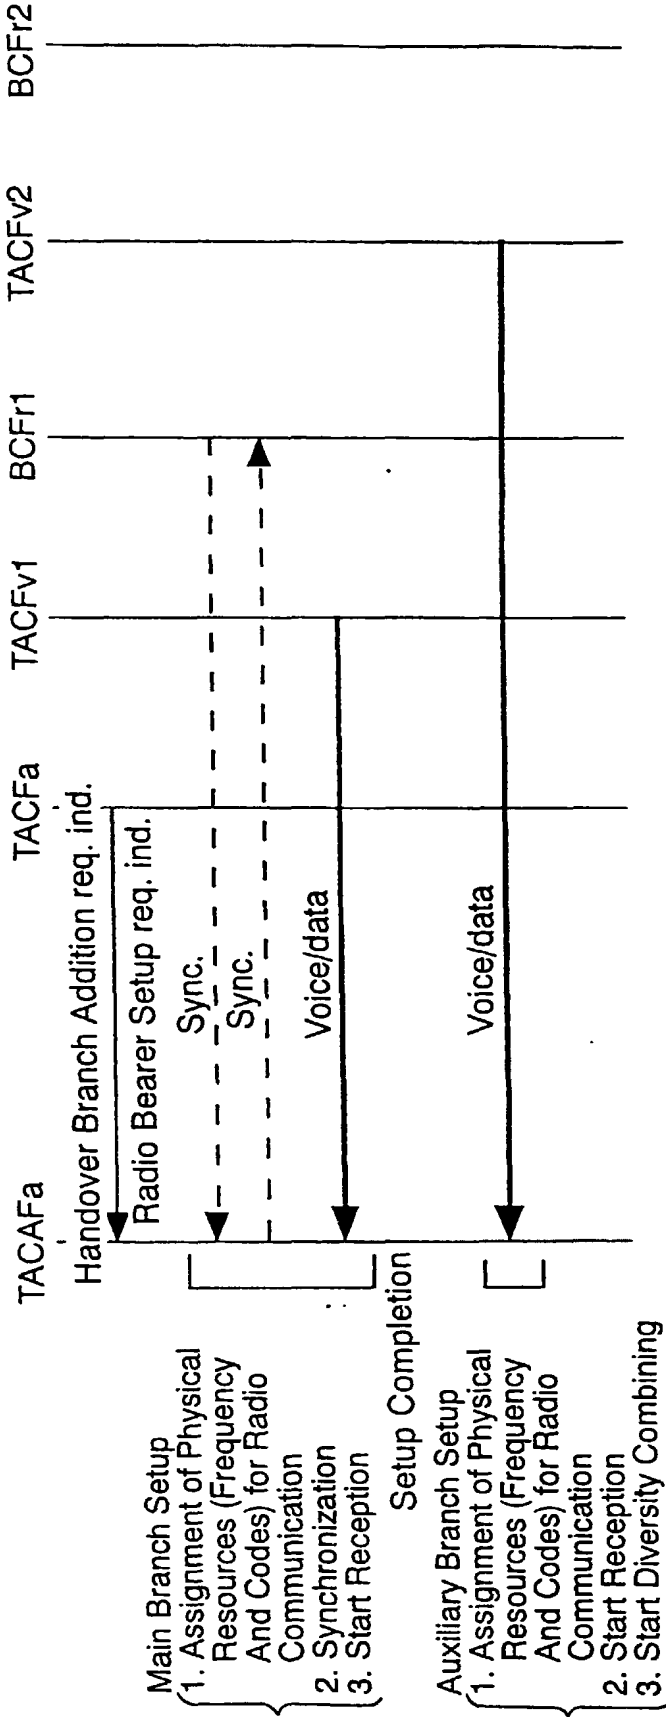 TACAFa
TACFa
TACFv1
BCFr1
TACFv2
BCFr2
Handover Branch Addition req. ind.
Radio Bearer Setup req. ind.
Sync.
Sync.
Voice/data
Voice/data
Main Branch Setup
1. Assignment of Physical
Resources (Frequency
And Codes) for Radio
Communication
2. Synchronization
3. Start Reception
Setup Completion
Auxiliary Branch Setup
1. Assignment of Physical
Resources (Frequency
And Codes) for Radio
Communication
2. Start Reception
3. Start Diversity Combining